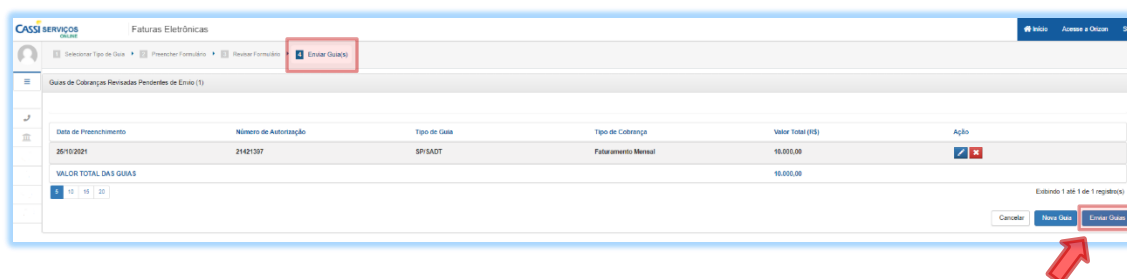 CASSI SERVIÇOS ONLINE Faturas Eletrônicas Início Acesse a Orizon S
1 Selecionar Tipo de Guia 2 Preencher Formulário 3 Revisar Formulário 4 Enviar Guia(s)
Guias de Cobranças Revisadas Pendentes de Envio (1)
Data de Preenchimento Número de Autorização Tipo de Guia Tipo de Cobrança Valor Total (R$) Ação
25/10/2021 21421397 SP/SADT Faturamento Mensal 10.000,00
VALOR TOTAL DAS GUIAS 10.000,00
5 10 15 20 Exibindo 1 até 1 de 1 registro(s)
Cancelar Nova Guia Enviar Guias